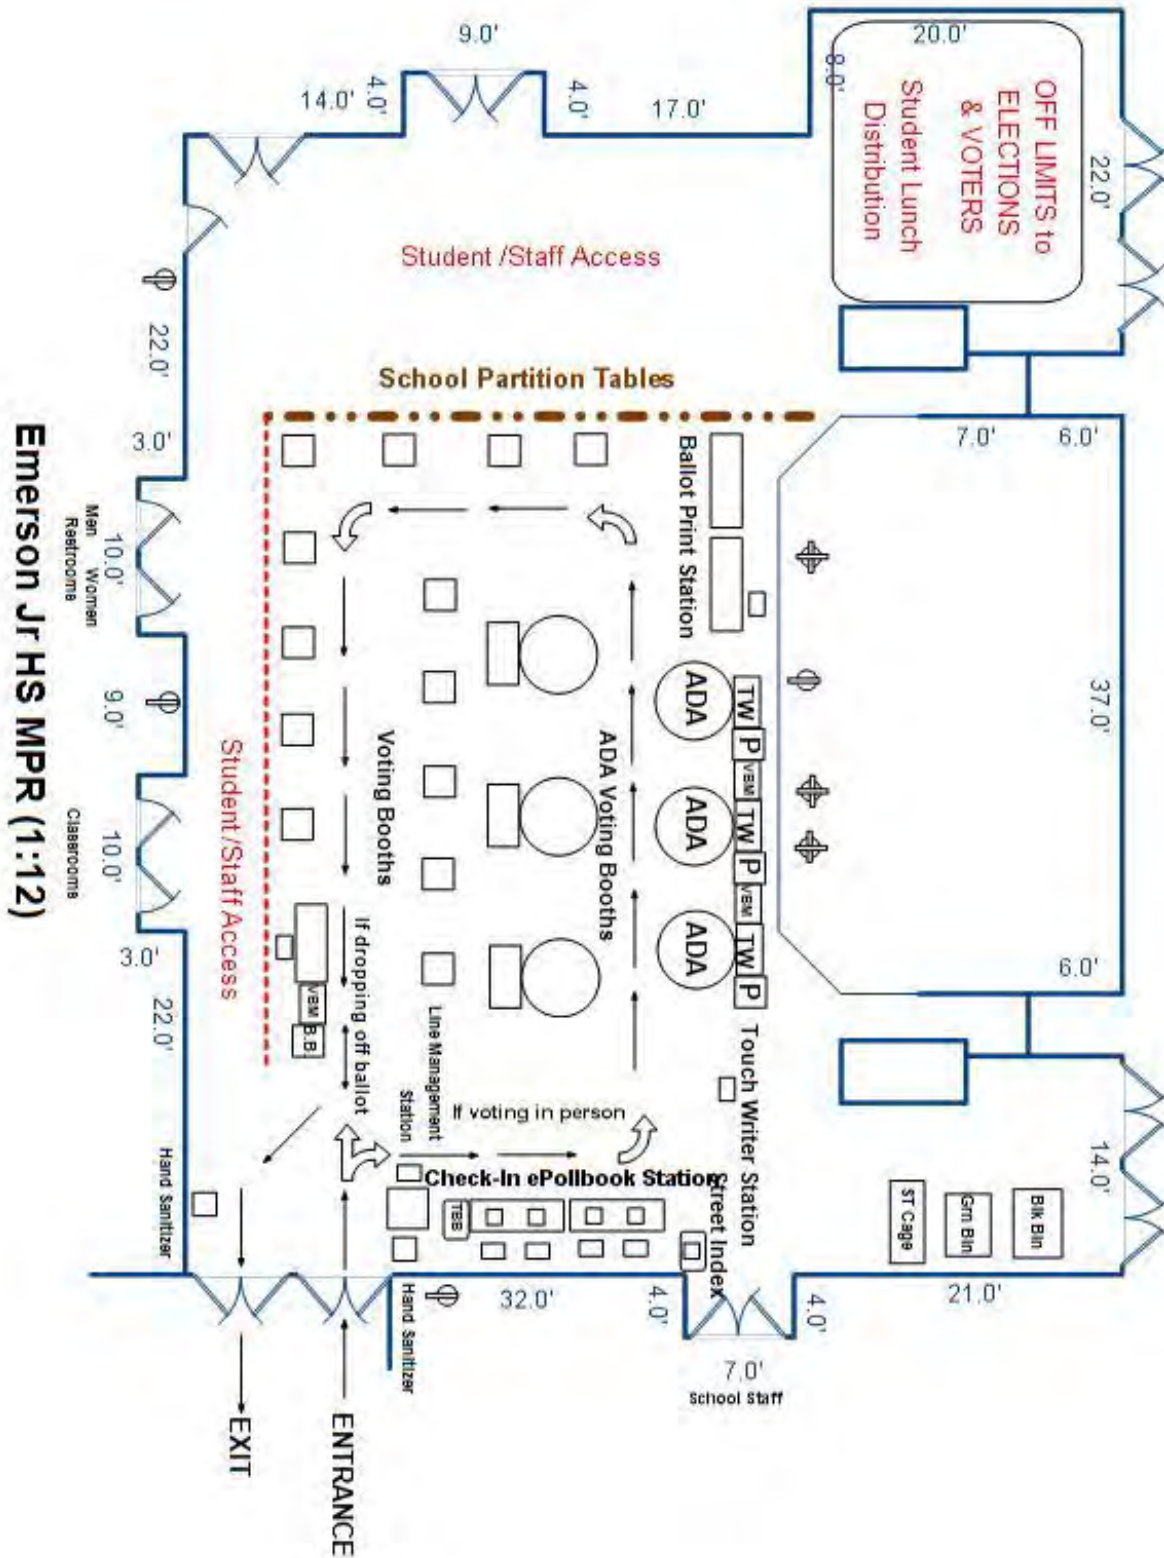 9.0'
20.0'
8.0'
14.0'
4.0'
4.0'
17.0'
OFF LIMITS to
ELECTIONS
& VOTERS
Student Lunch
Distribution
22.0'
Student /Staff Access
School Partition Tables
22.0'
3.0'
7.0'
6.0'
Ballot Print Station
Men
Women
Restrooms
10.0'
Emerson Jr HS MPR (1:12)
37.0'
9.0'
Student /Staff Access
Voting Booths
ADA Voting Booths
ADA
TW
P
VBM
ADA
TW
P
VBM
ADA
TW
P
Classrooms
10.0'
3.0'
6.0'
22.0'
VBM
B.B.
If dropping off ballot
Line Management
Station
If voting in person
Touch Writer Station
14.0'
Hand Sanitizer
Check-In ePollbook Station
TBB
Street Index
ST Cage
Grn Bin
Blk Bin
Hand Sanitizer
32.0'
4.0'
4.0'
21.0'
7.0'
School Staff
EXIT
ENTRANCE